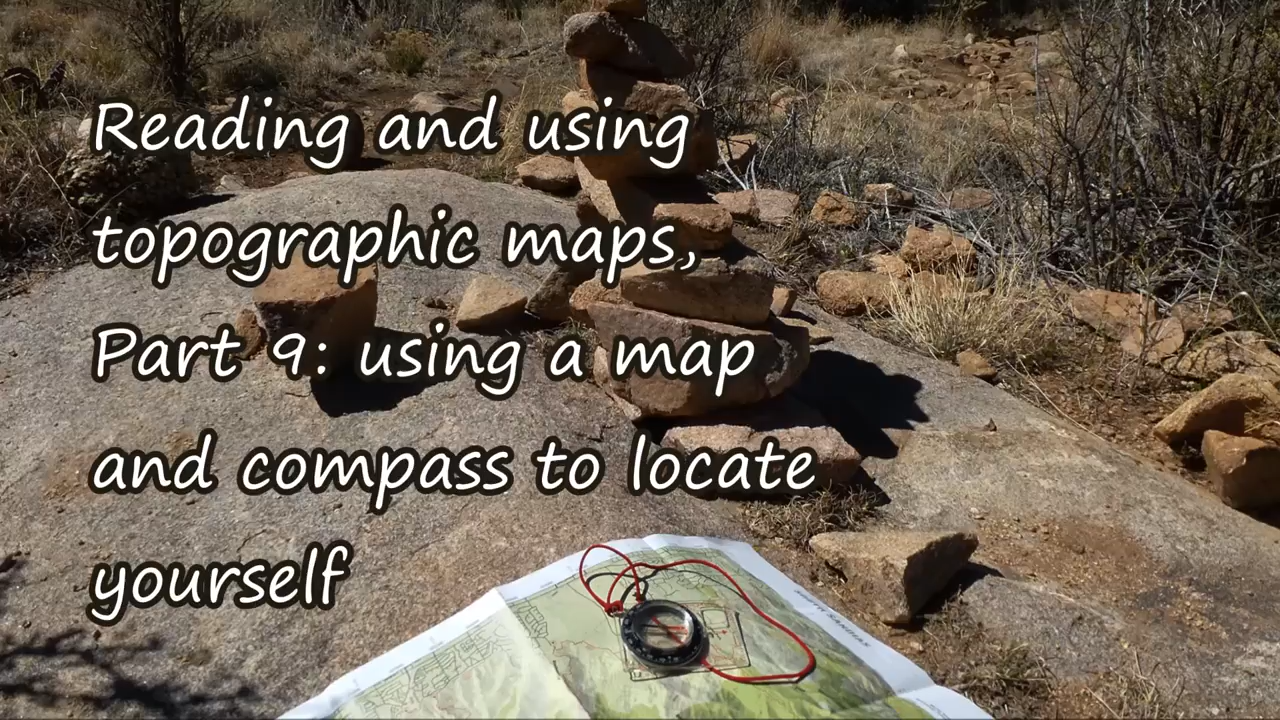 Reading and using
topographic maps,
Part 9: using a map
and compass to locate
yourself